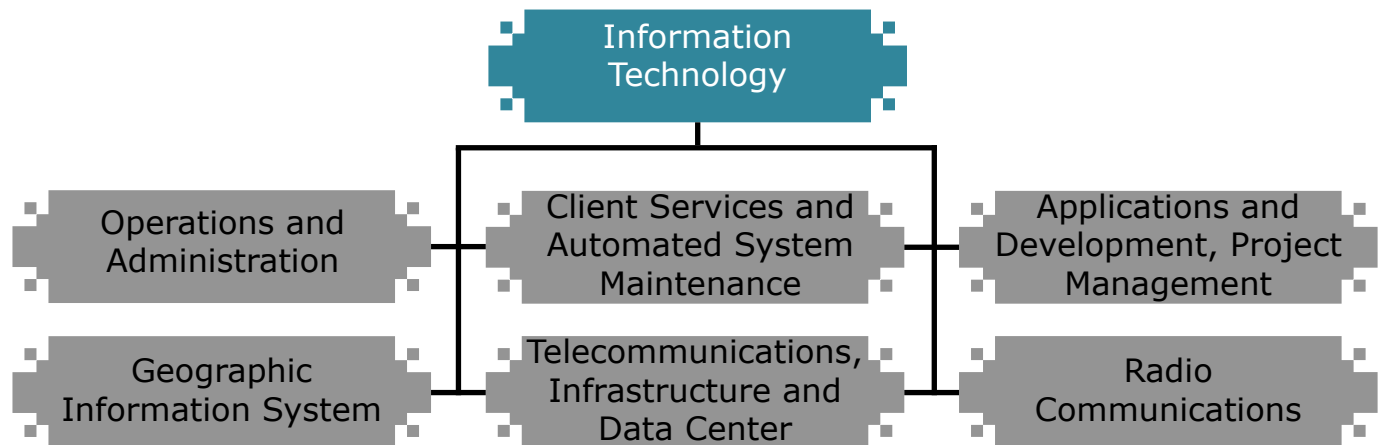 Information
Technology
Operations and
Administration
Client Services and
Automated System
Maintenance
Applications and
Development, Project
Management
Geographic
Information System
Telecommunications,
Infrastructure and
Data Center
Radio
Communications